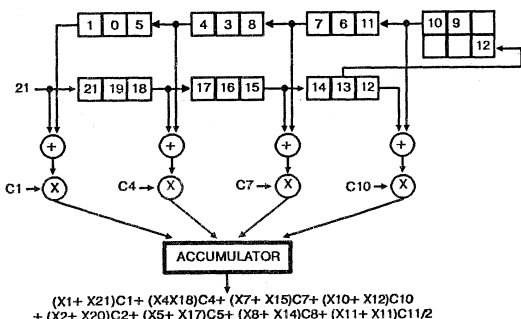 1 0 5 4 3 8 7 6 11 10 9
12
21 21 19 18 17 16 15 14 13 12
+ + + +
C1 X C4 X C7 X C10 X
ACCUMULATOR
(X1+ X21)C1+ (X4X18)C4+ (X7+ X15)C7+ (X10+ X12)C10
+ (X2+ X20)C2+ (X5+ X17)C5+ (X8+ X14)C8+ (X11+ X11)C11/2